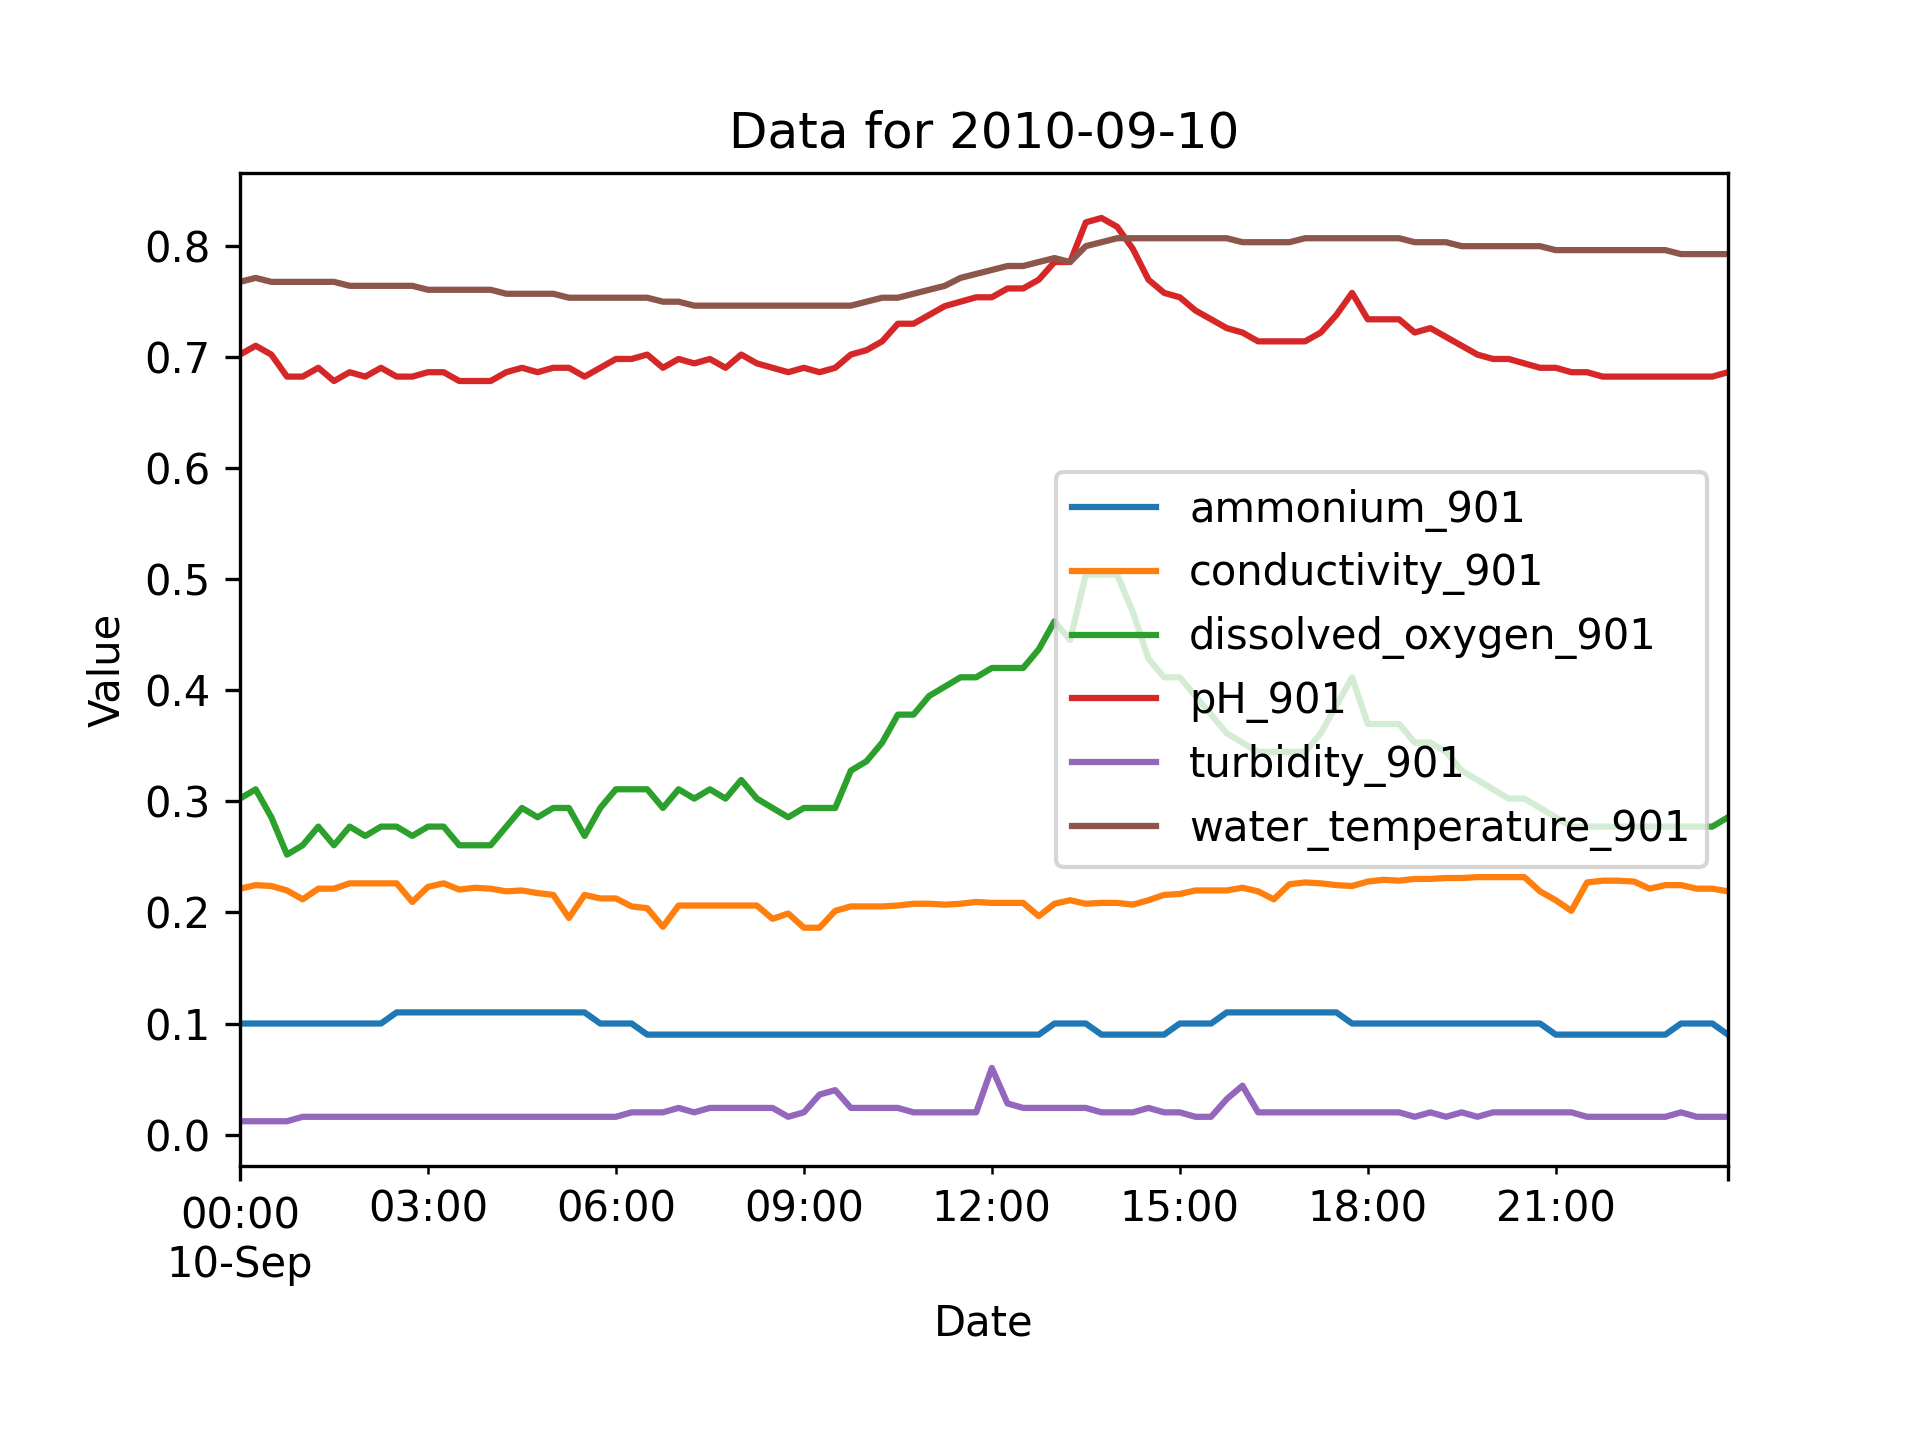 Data for 2010-09-10
Value
0.8
0.7
0.6
0.5
0.4
0.3
0.2
0.1
0.0
ammonium_901
conductivity_901
dissolved_oxygen_901
pH_901
turbidity_901
water_temperature_901
00:00 03:00 06:00 09:00 12:00 15:00 18:00 21:00
10-Sep
Date